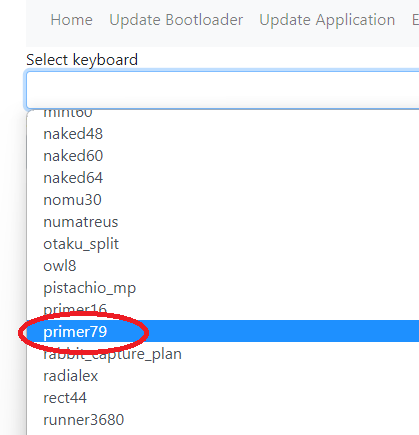 Home Update Bootloader Update Application E
Select keyboard
mint60
naked48
naked60
naked64
nomu30
numatreus
otaku_split
owl8
pistachio_mp
primer16
primer79
rabbit_capture_plan
radialex
rect44
runner3680